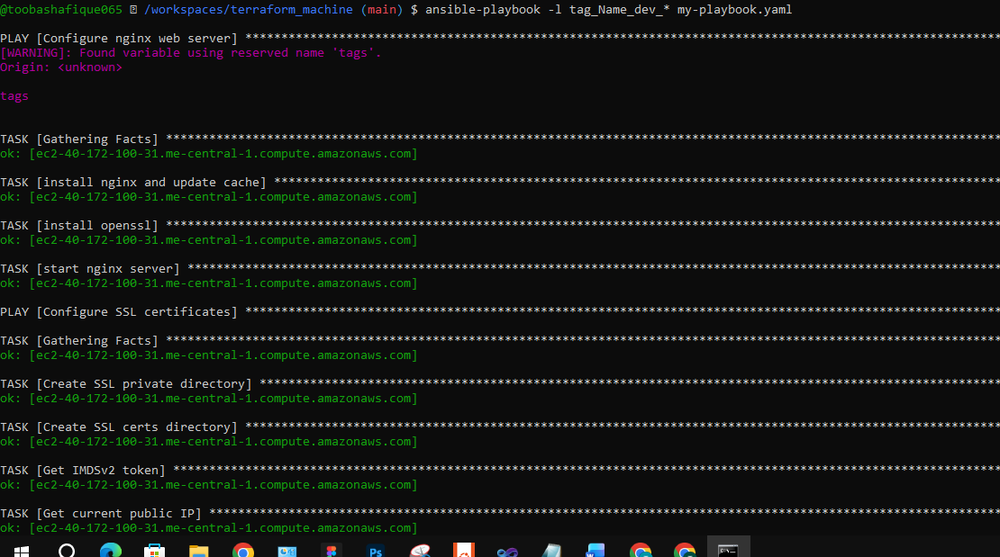 @toobashafique065 /workspaces/terraform_machine (main) $ ansible-playbook -l tag_Name_dev_* my-playbook.yaml
PLAY [Configure nginx web server] ********************************************************************************************************
[WARNING]: Found variable using reserved name 'tags'.
Origin: <unknown>
tags
TASK [Gathering Facts] *******************************************************************************************************************
ok: [ec2-40-172-100-31.me-central-1.compute.amazonaws.com]
TASK [install nginx and update cache] ****************************************************************************************************
ok: [ec2-40-172-100-31.me-central-1.compute.amazonaws.com]
TASK [install openssl] *******************************************************************************************************************
ok: [ec2-40-172-100-31.me-central-1.compute.amazonaws.com]
TASK [start nginx server] ****************************************************************************************************************
ok: [ec2-40-172-100-31.me-central-1.compute.amazonaws.com]
PLAY [Configure SSL certificates] ********************************************************************************************************
TASK [Gathering Facts] *******************************************************************************************************************
ok: [ec2-40-172-100-31.me-central-1.compute.amazonaws.com]
TASK [Create SSL private directory] ******************************************************************************************************
ok: [ec2-40-172-100-31.me-central-1.compute.amazonaws.com]
TASK [Create SSL certs directory] ********************************************************************************************************
ok: [ec2-40-172-100-31.me-central-1.compute.amazonaws.com]
TASK [Get IMDSv2 token] ******************************************************************************************************************
ok: [ec2-40-172-100-31.me-central-1.compute.amazonaws.com]
TASK [Get current public IP] *************************************************************************************************************
ok: [ec2-40-172-100-31.me-central-1.compute.amazonaws.com]
Ps